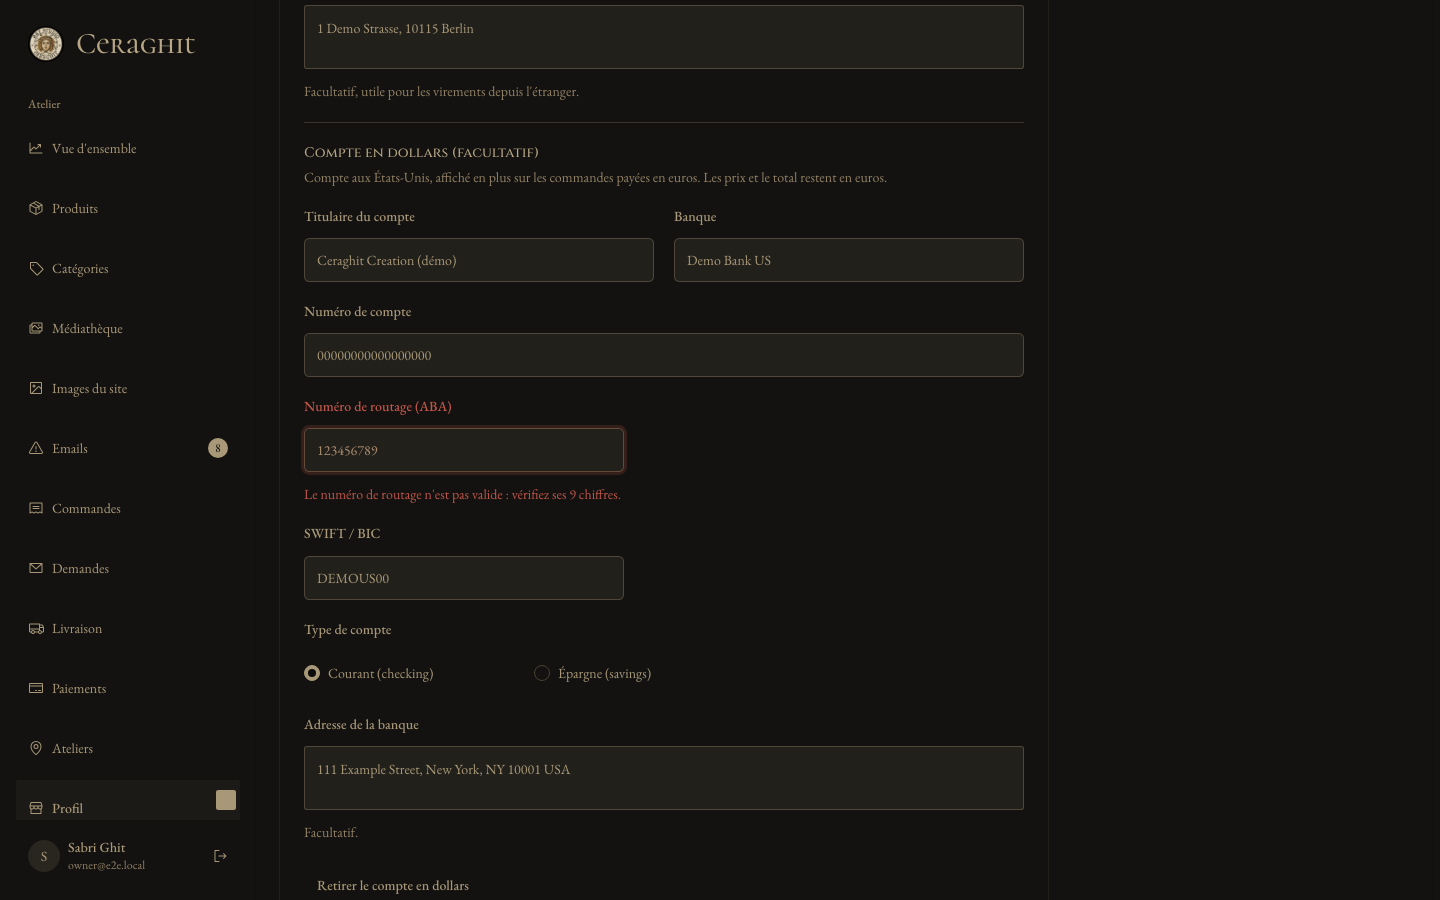 Ceraghit
Atelier
Vue d'ensemble
Produits
Catégories
Médiathèque
Images du site
Emails
8
Commandes
Demandes
Livraison
Paiements
Ateliers
Profil
S
Sabri Ghit
owner@e2e.local
1 Demo Strasse, 10115 Berlin
Facultatif, utile pour les virements depuis l'étranger.
Compte en dollars (facultatif)
Compte aux États-Unis, affiché en plus sur les commandes payées en euros. Les prix et le total restent en euros.
Titulaire du compte
Banque
Ceraghit Creation (démo)
Demo Bank US
Numéro de compte
00000000000000000
Numéro de routage (ABA)
123456789
Le numéro de routage n'est pas valide : vérifiez ses 9 chiffres.
SWIFT / BIC
DEMOUS00
Type de compte
Courant (checking)
Épargne (savings)
Adresse de la banque
111 Example Street, New York, NY 10001 USA
Facultatif.
Retirer le compte en dollars